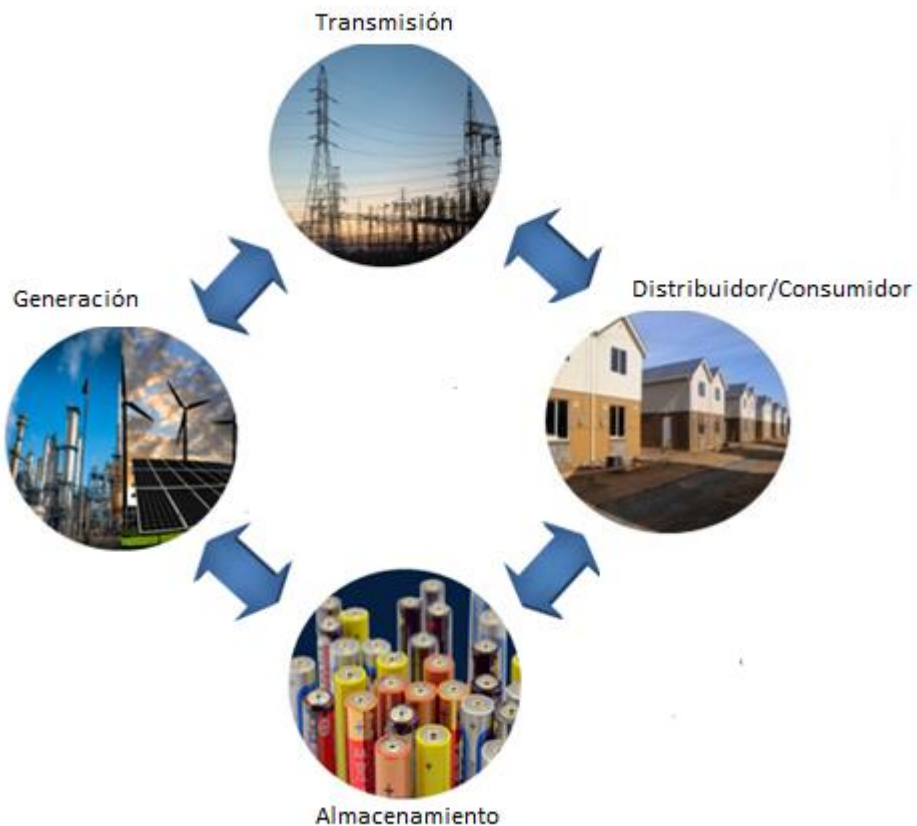 Transmisión
Generación
Distribuidor/Consumidor
Almacenamiento